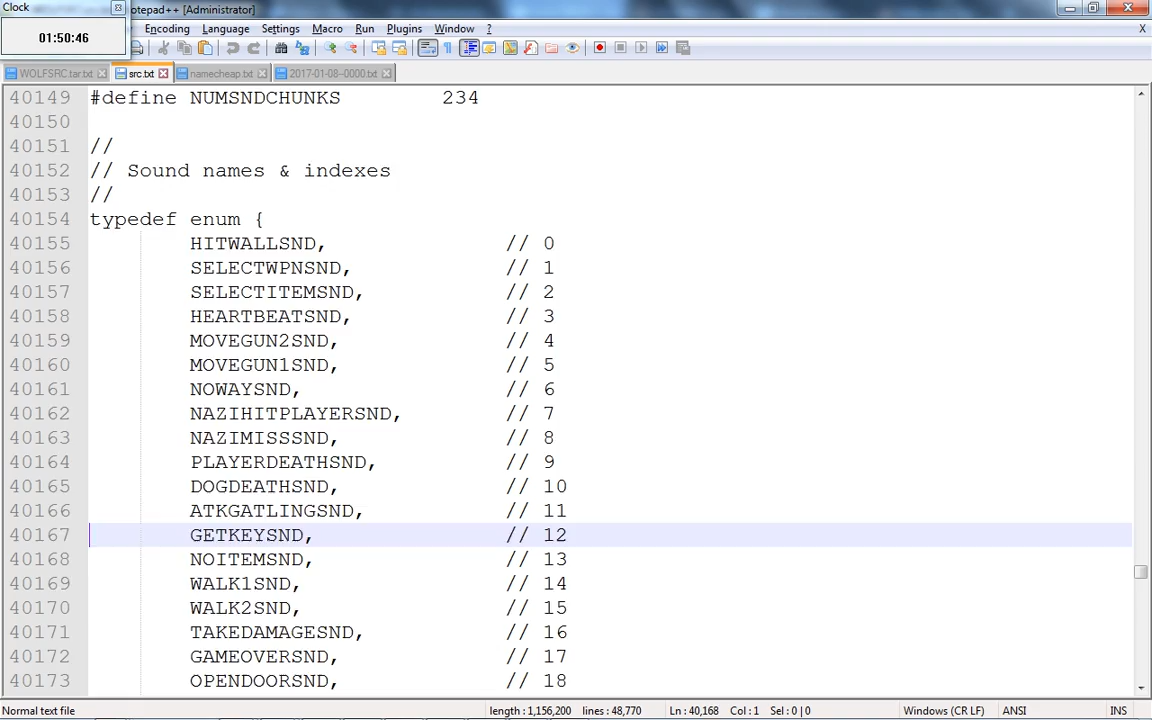 Clock
01:50:46
otepad++ [Administrator]
Encoding Language Settings Macro Run Plugins Window ? X
WOLFSRC.tar.txt src.txt namecheap.txt 2017-01-08--0000.txt
40149 #define NUMSNDCHUNKS 234
40150
40151 //
40152 // Sound names & indexes
40153 //
40154 typedef enum {
40155 HITWALLSND, // 0
40156 SELECTWPNSND, // 1
40157 SELECTITEMSND, // 2
40158 HEARTBEATSND, // 3
40159 MOVEGUN2SND, // 4
40160 MOVEGUN1SND, // 5
40161 NOWAYSND, // 6
40162 NAZIHITPLAYERSND, // 7
40163 NAZIMISSSND, // 8
40164 PLAYERDEATHSND, // 9
40165 DOGDEATHSND, // 10
40166 ATKGATLINGSND, // 11
40167 GETKEYSND, // 12
40168 NOITEMSND, // 13
40169 WALK1SND, // 14
40170 WALK2SND, // 15
40171 TAKEDAMAGESND, // 16
40172 GAMEOVERSND, // 17
40173 OPENDOORSND, // 18
Normal text file length : 1,156,200 lines : 48,770 Ln : 40,168 Col : 1 Sel : 0 | 0 Windows (CR LF) ANSI INS